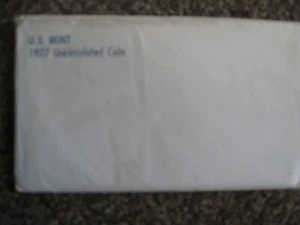 U.S. MINT
1977 Uncirculated Coin